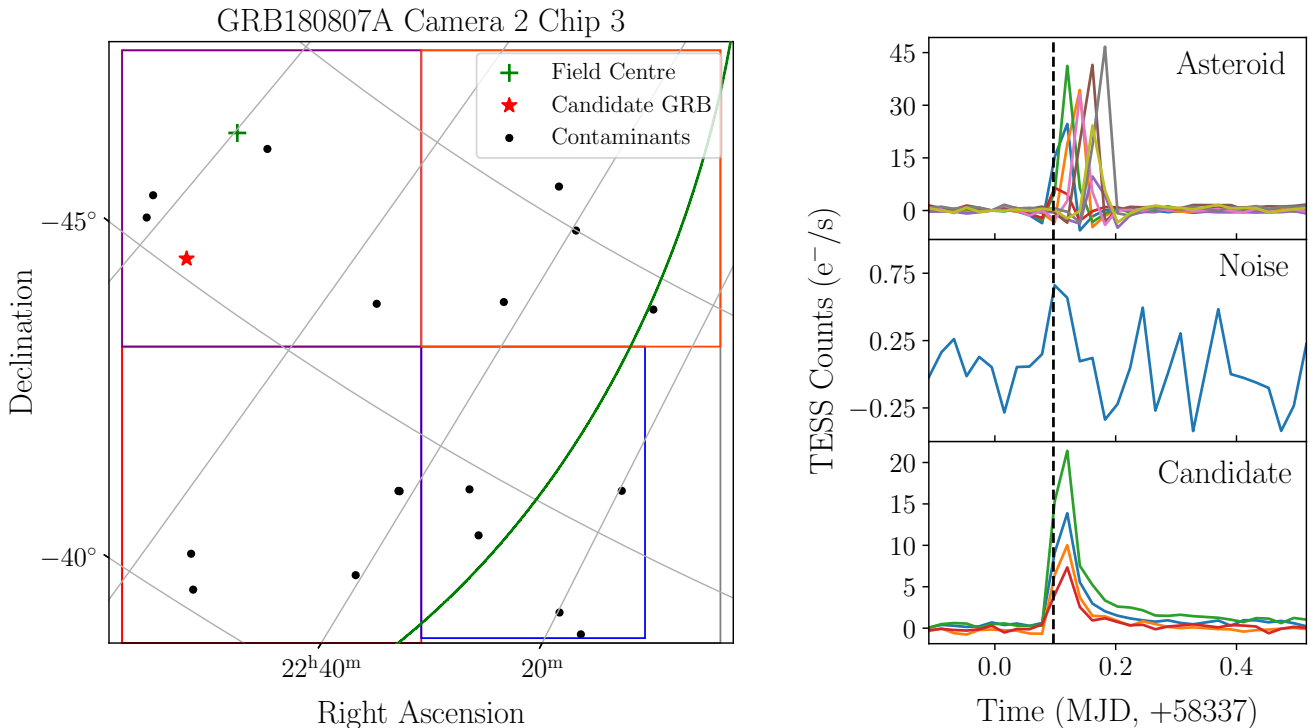 GRB180807A Camera 2 Chip 3
Field Centre
Candidate GRB
Contaminants
−45°
−40°
Declination
22ʰ40ᵐ
20ᵐ
Right Ascension
TESS Counts (e⁻/s)
45
30
15
0
Asteroid
0.75
0.25
−0.25
Noise
20
15
10
5
0
Candidate
0.0
0.2
0.4
Time (MJD, +58337)